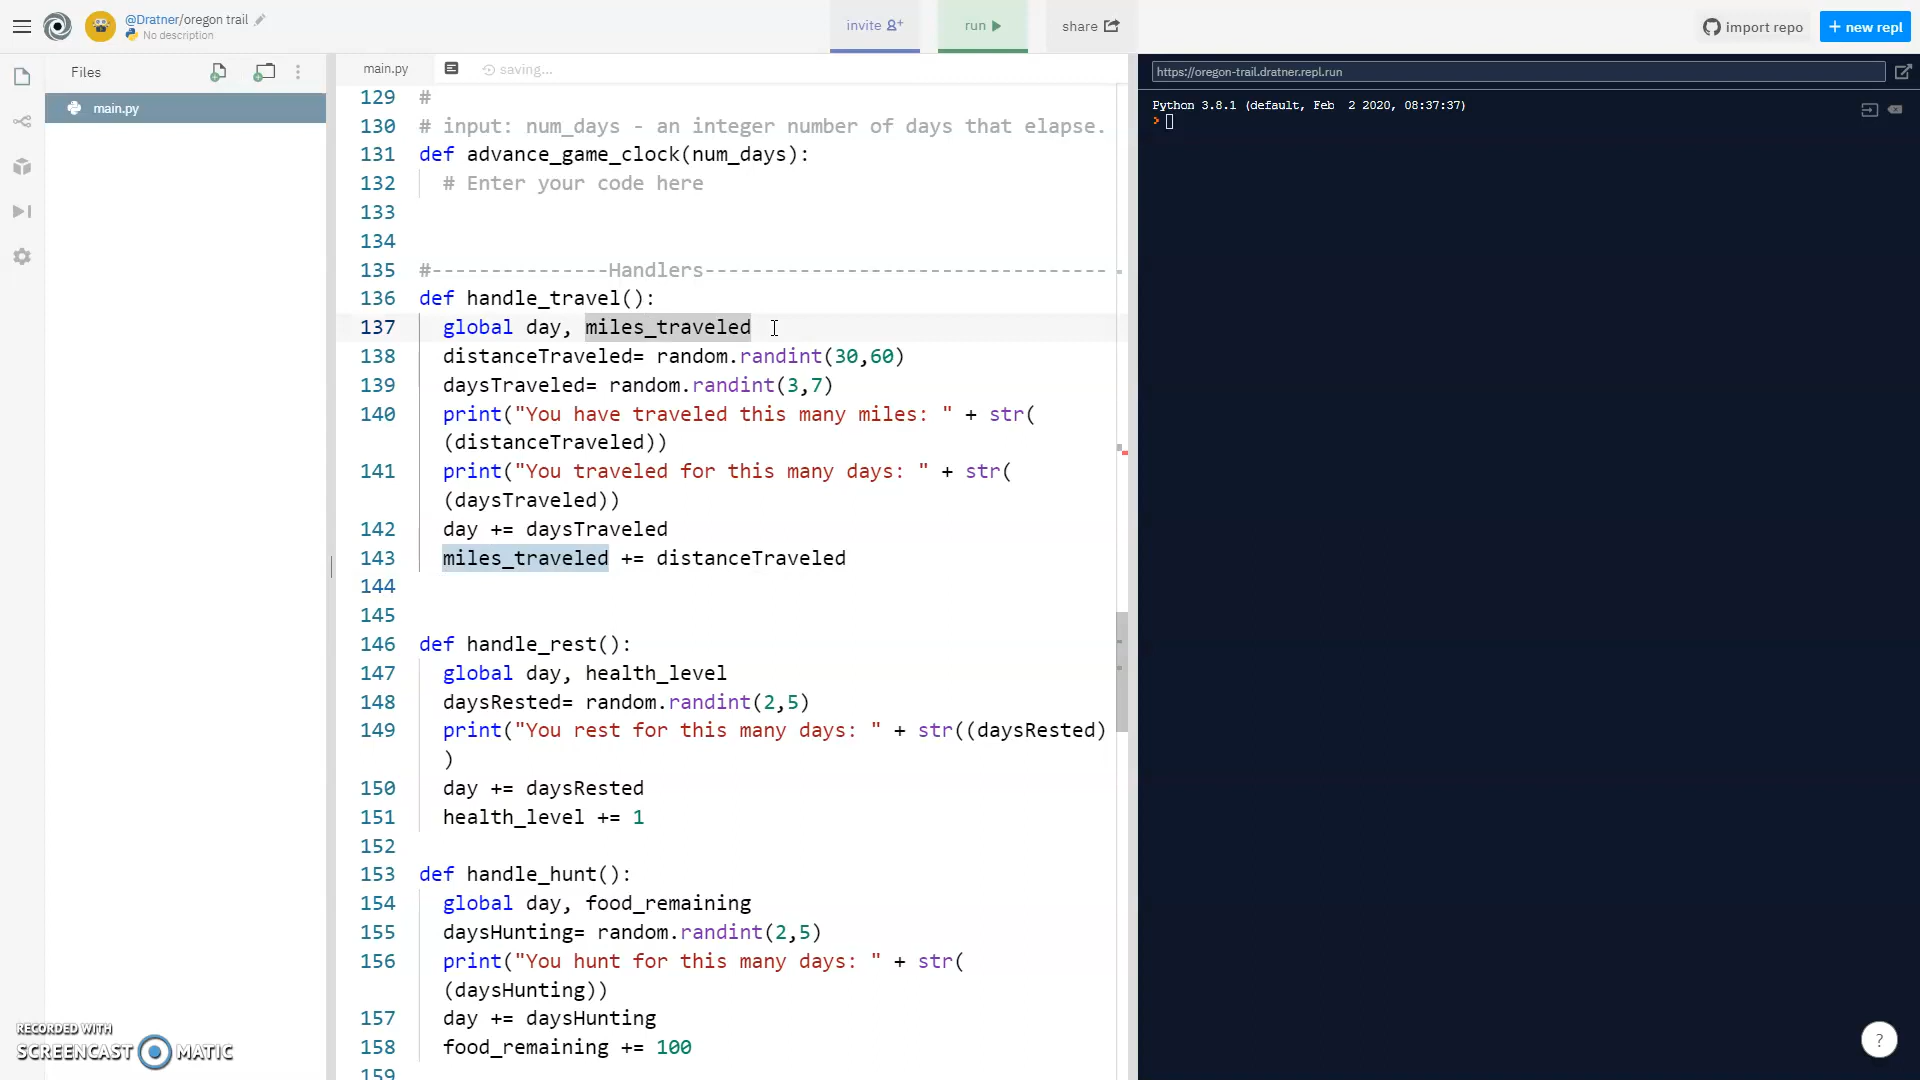 @Dratner/oregon trail
No description
invite
run
share
import repo
+ new repl
Files
main.py
main.py
saving...
https://oregon-trail.dratner.repl.run
Python 3.8.1 (default, Feb  2 2020, 08:37:37)
>
129 #
130 # input: num_days - an integer number of days that elapse.
131 def advance_game_clock(num_days):
132   # Enter your code here
133
134
135 #---------------Handlers----------------------------------
136 def handle_travel():
137   global day, miles_traveled
138   distanceTraveled= random.randint(30,60)
139   daysTraveled= random.randint(3,7)
140   print("You have traveled this many miles: " + str(
(distanceTraveled))
141   print("You traveled for this many days: " + str(
(daysTraveled))
142   day += daysTraveled
143   miles_traveled += distanceTraveled
144
145
146 def handle_rest():
147   global day, health_level
148   daysRested= random.randint(2,5)
149   print("You rest for this many days: " + str((daysRested)
)
150   day += daysRested
151   health_level += 1
152
153 def handle_hunt():
154   global day, food_remaining
155   daysHunting= random.randint(2,5)
156   print("You hunt for this many days: " + str(
(daysHunting))
157   day += daysHunting
158   food_remaining += 100
159
RECORDED WITH
SCREENCAST MATIC
?